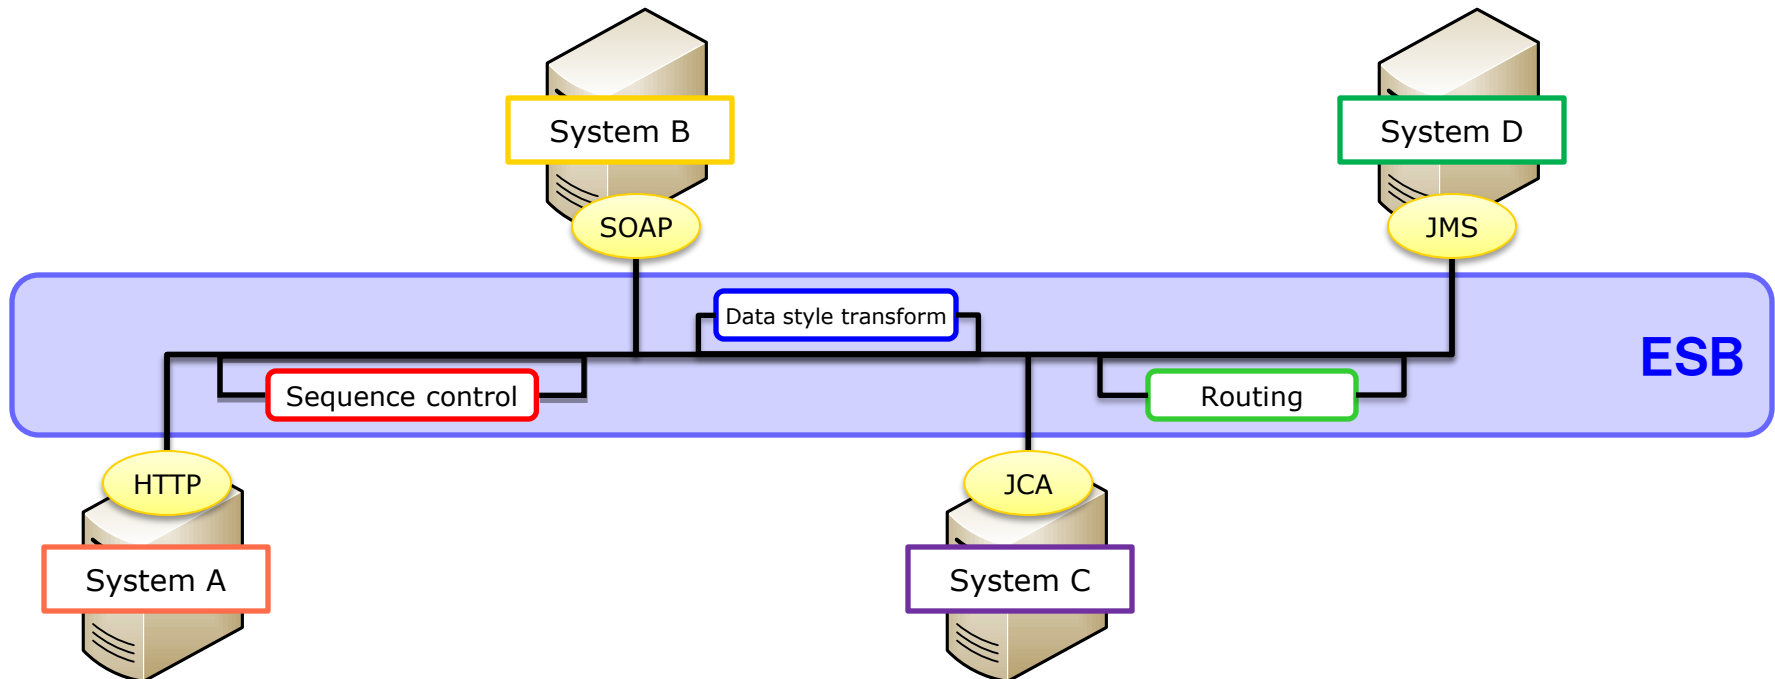 System B
System D
SOAP
JMS
Data style transform
ESB
Sequence control
Routing
HTTP
JCA
System A
System C